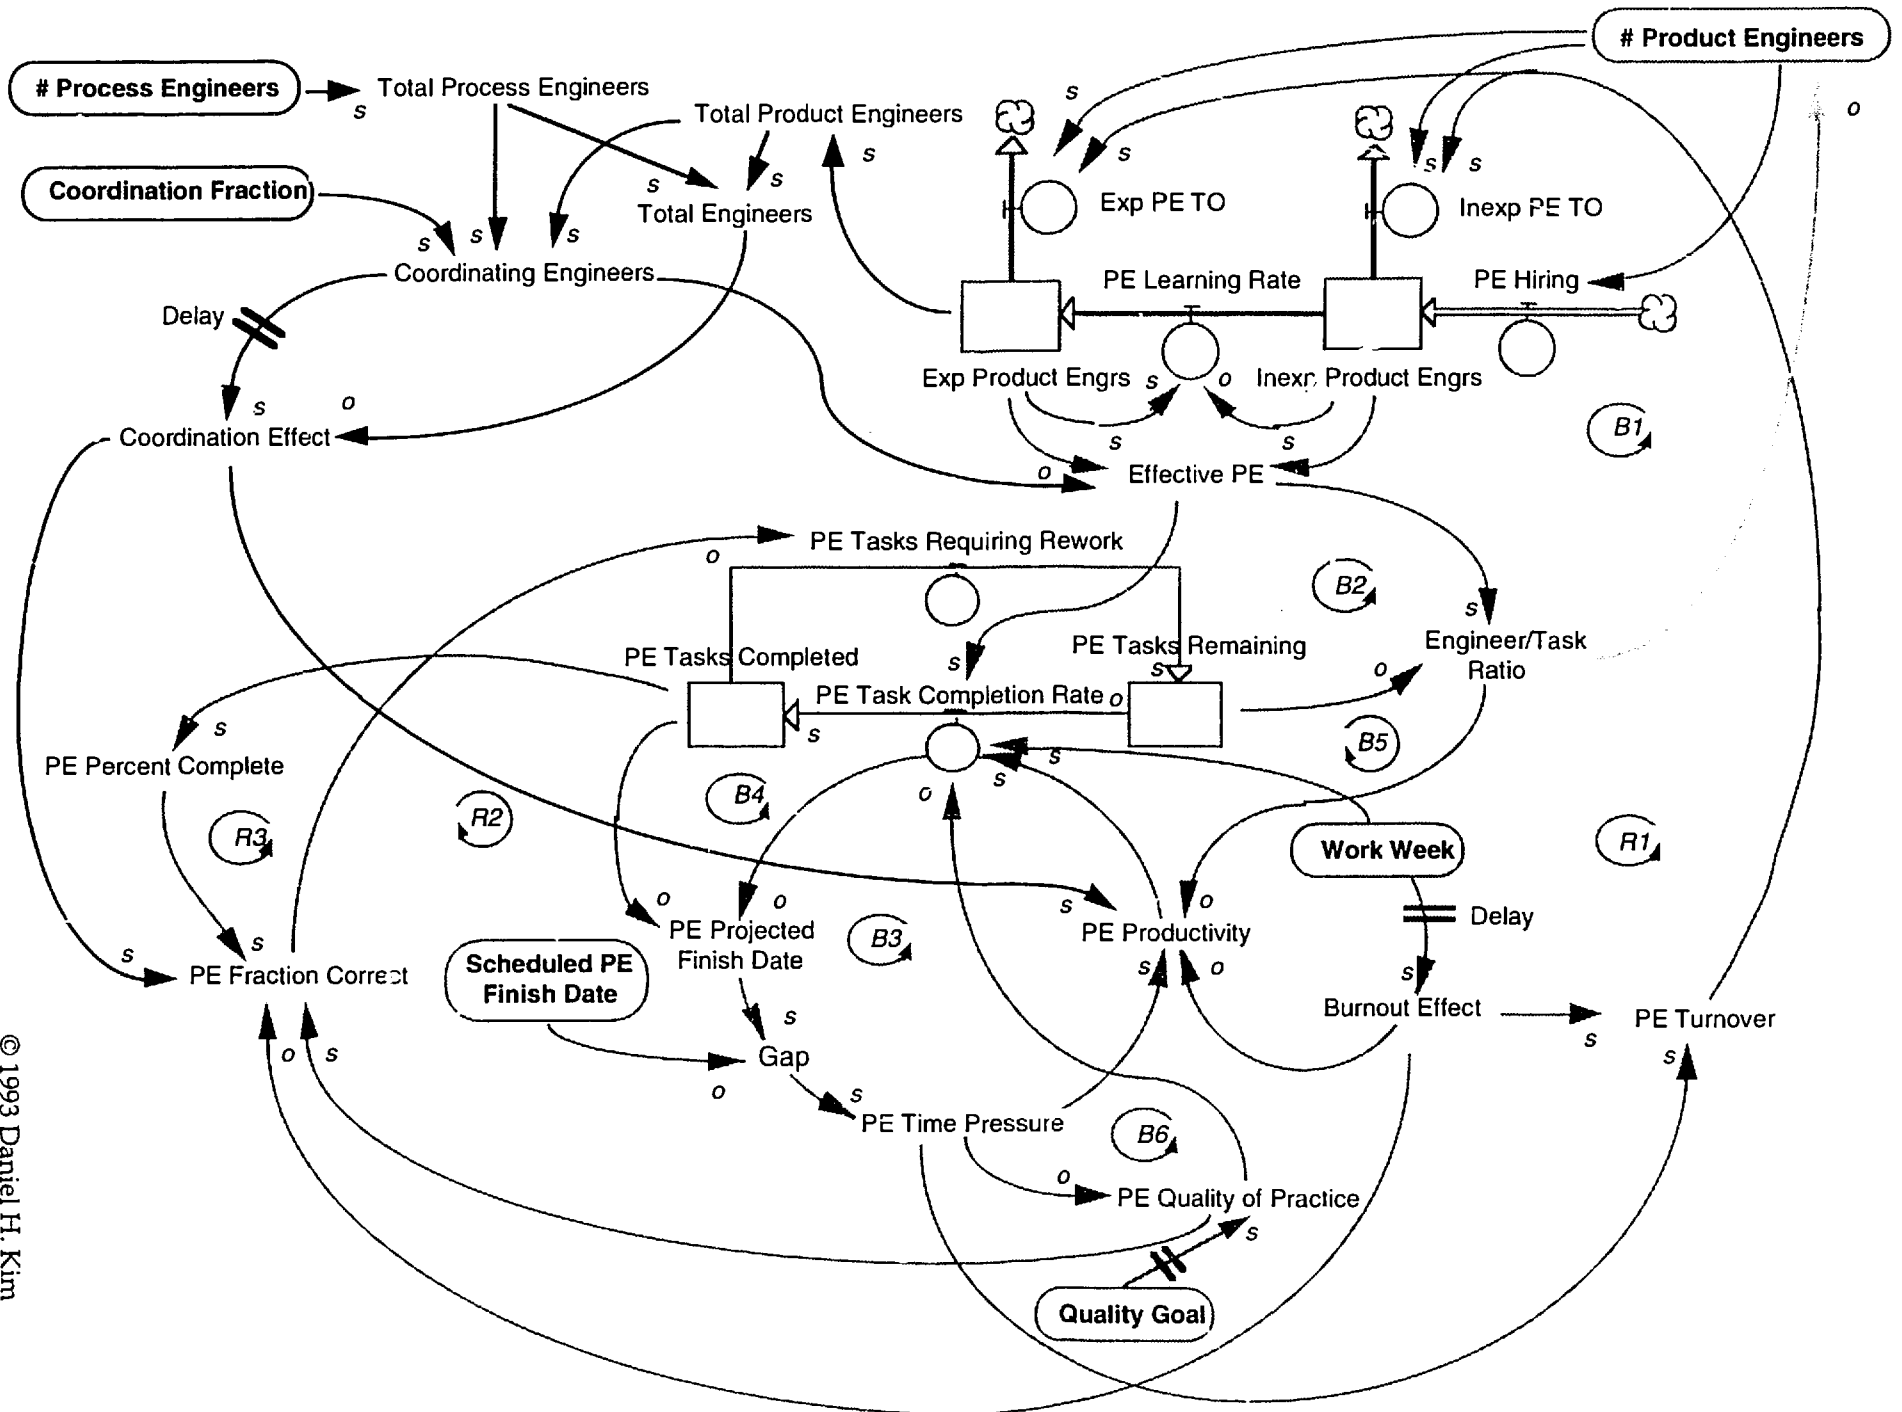 # Product Engineers
# Process Engineers
s
Total Process Engineers
Total Product Engineers
s
s
o
s
s
s
s
s
Coordination Fraction
s
s
Total Engineers
Exp PE TO
Inexp PE TO
s
s
s
Coordinating Engineers
PE Learning Rate
PE Hiring
Delay
Exp Product Engrs
s
o
Inexp Product Engrs
s
o
Coordination Effect
B1
s
s
o
Effective PE
PE Tasks Requiring Rework
o
B2
s
PE Tasks Completed
s
PE Tasks Remaining
s
Engineer/Task
Ratio
o
PE Task Completion Rate
o
s
s
B5
s
s
PE Percent Complete
o
B4
R2
R3
Work Week
R1
o
o
s
o
PE Projected
Finish Date
B3
PE Productivity
Delay
s
s
PE Fraction Correct
Scheduled PE
Finish Date
s
o
s
Burnout Effect
s
PE Turnover
s
Gap
s
o
s
s
o
s
PE Time Pressure
B6
o
PE Quality of Practice
s
Quality Goal
© 1993 Daniel H. Kim